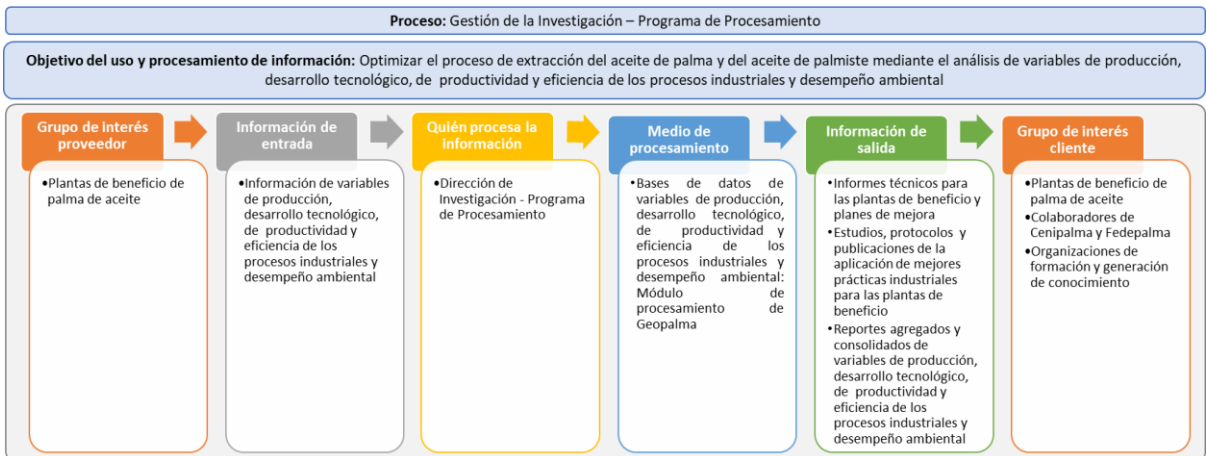 Proceso: Gestión de la Investigación – Programa de Procesamiento
Objetivo del uso y procesamiento de información: Optimizar el proceso de extracción del aceite de palma y del aceite de palmiste mediante el análisis de variables de producción,
desarrollo tecnológico, de productividad y eficiencia de los procesos industriales y desempeño ambiental
Grupo de interés
proveedor
•Plantas de beneficio de
palma de aceite
Información de
entrada
•Información de variables
de producción,
desarrollo tecnológico,
de productividad y
eficiencia de los
procesos industriales y
desempeño ambiental
Quién procesa la
información
•Dirección de
Investigación - Programa
de Procesamiento
Medio de
procesamiento
•Bases de datos de
variables de producción,
desarrollo tecnológico,
de productividad y
eficiencia de los
procesos industriales y
desempeño ambiental:
Módulo de
procesamiento de
Geopalma
Información de
salida
•Informes técnicos para
las plantas de beneficio y
planes de mejora
•Estudios, protocolos y
publicaciones de la
aplicación de mejores
prácticas industriales
para las plantas de
beneficio
•Reportes agregados y
consolidados de
variables de producción,
desarrollo tecnológico,
de productividad y
eficiencia de los
procesos industriales y
desempeño ambiental
Grupo de interés
cliente
•Plantas de beneficio de
palma de aceite
•Colaboradores de
Cenipalma y Fedepalma
•Organizaciones de
formación y generación
de conocimiento